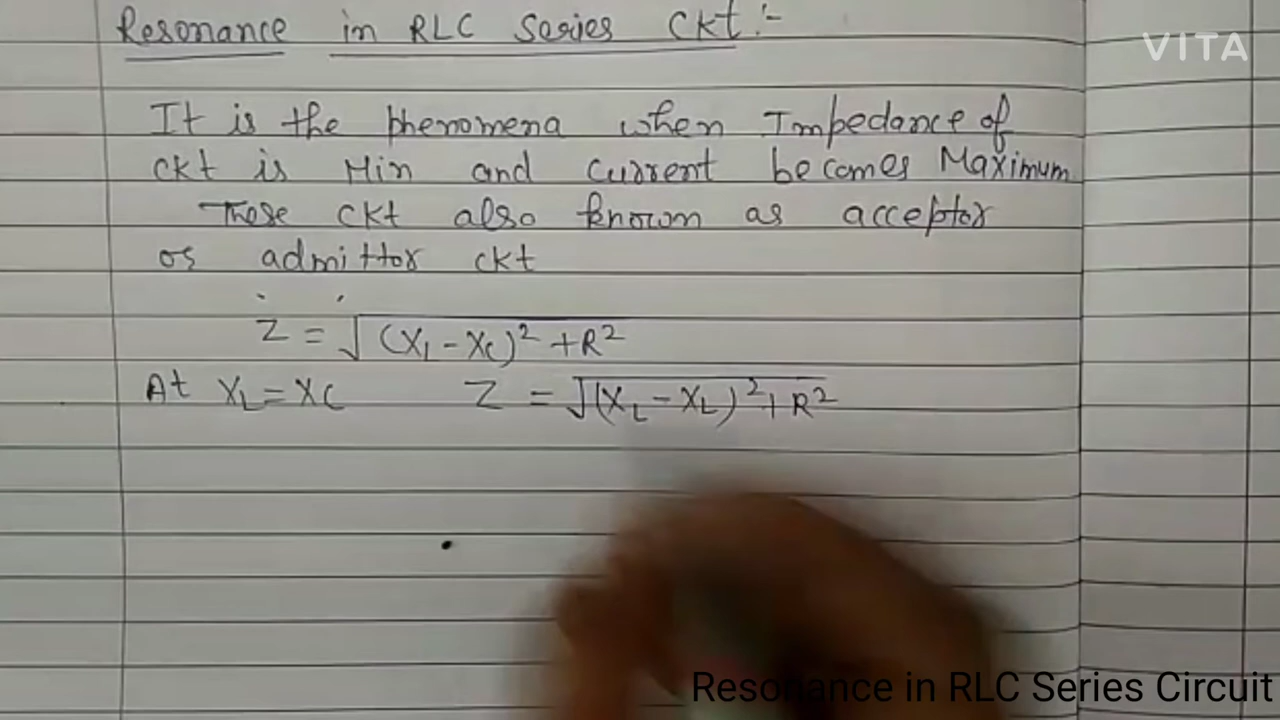 Resonance in RLC Series Ckt :-
VITA
It is the phenomena when Impedance of
ckt is Min and current becomes Maximum
These ckt also known as acceptor
or admittor ckt
Z = √(XL - XC)² + R²
At XL = XC Z = √(XL - XL)² + R²
Resonance in RLC Series Circuit